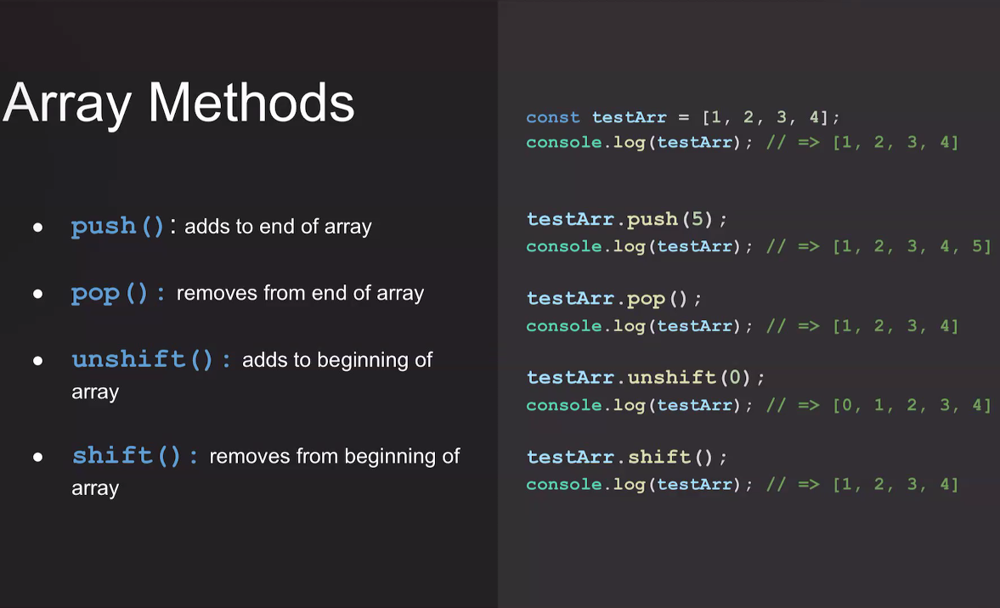 Array Methods
● push(): adds to end of array
● pop(): removes from end of array
● unshift(): adds to beginning of
array
● shift(): removes from beginning of
array
const testArr = [1, 2, 3, 4];
console.log(testArr); // => [1, 2, 3, 4]
testArr.push(5);
console.log(testArr); // => [1, 2, 3, 4, 5]
testArr.pop();
console.log(testArr); // => [1, 2, 3, 4]
testArr.unshift(0);
console.log(testArr); // => [0, 1, 2, 3, 4]
testArr.shift();
console.log(testArr); // => [1, 2, 3, 4]